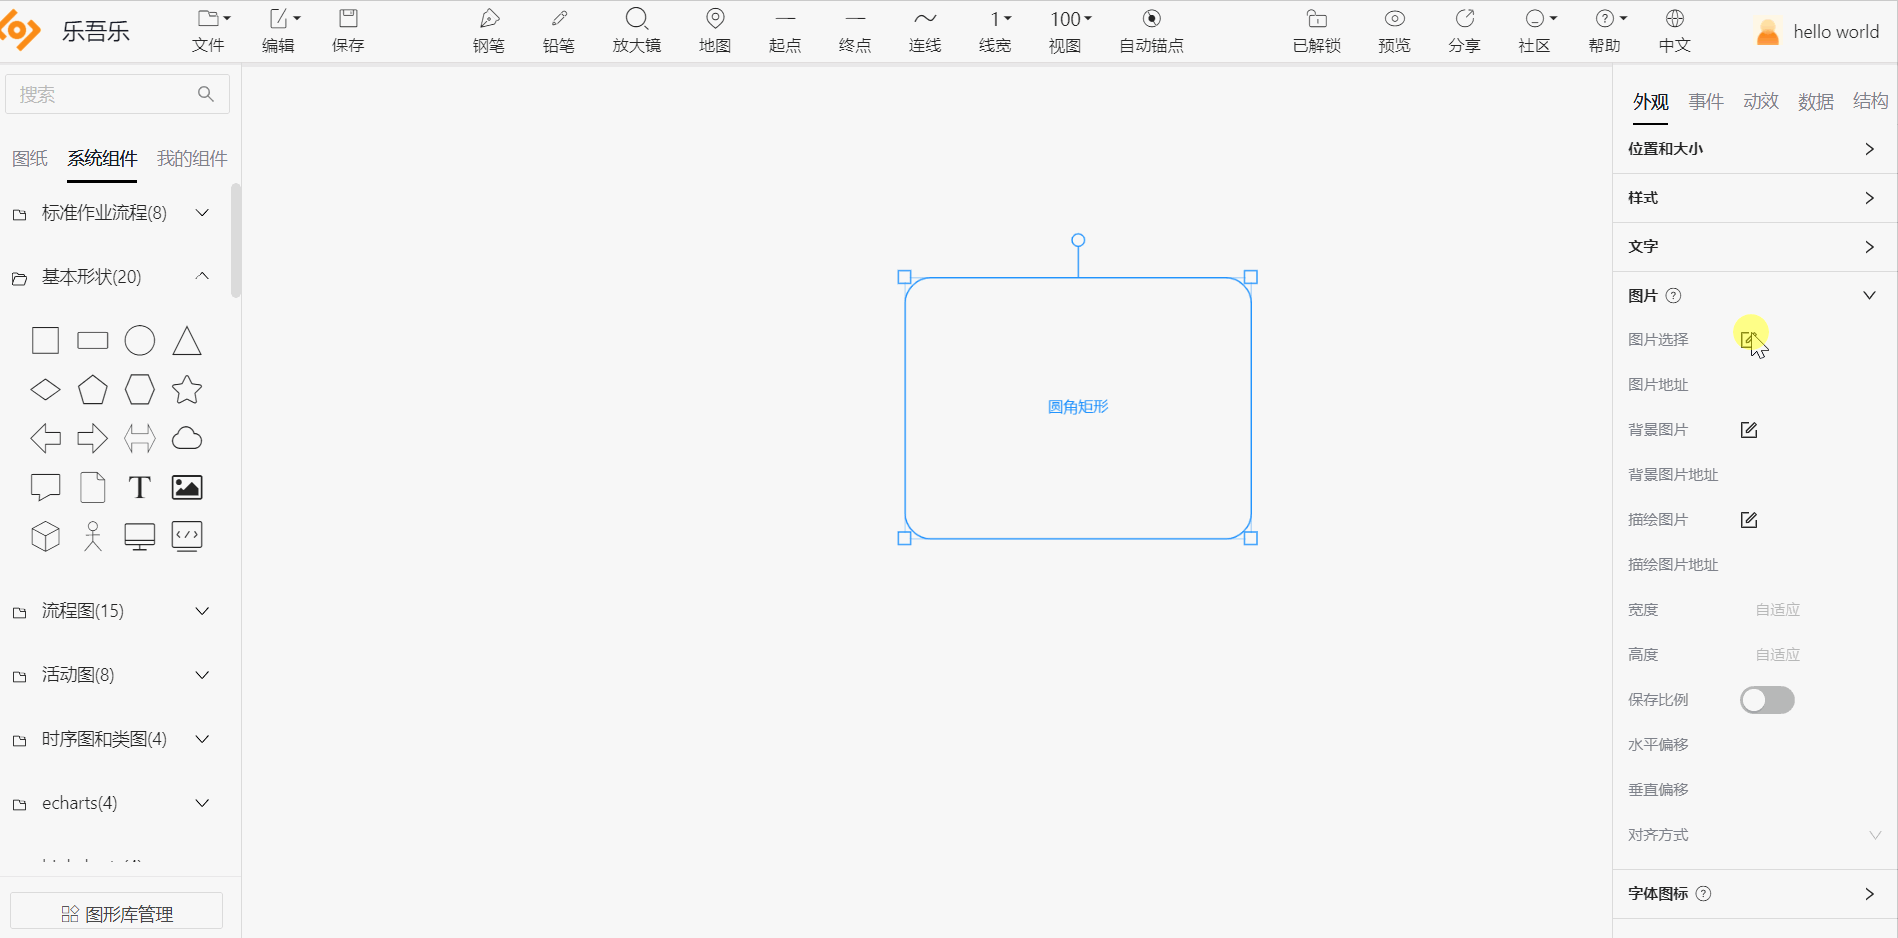 乐吾乐
文件
编辑
保存
钢笔
铅笔
放大镜
地图
起点
终点
连线
1
线宽
100
视图
自动锚点
已解锁
预览
分享
社区
帮助
中文
hello world
搜索
图纸
系统组件
我的组件
标准作业流程(8)
基本形状(20)
T
流程图(15)
活动图(8)
时序图和类图(4)
echarts(4)
图形库管理
圆角矩形
外观
事件
动效
数据
结构
位置和大小
样式
文字
图片
图片选择
图片地址
背景图片
背景图片地址
描绘图片
描绘图片地址
宽度 自适应
高度 自适应
保存比例
水平偏移
垂直偏移
对齐方式
字体图标